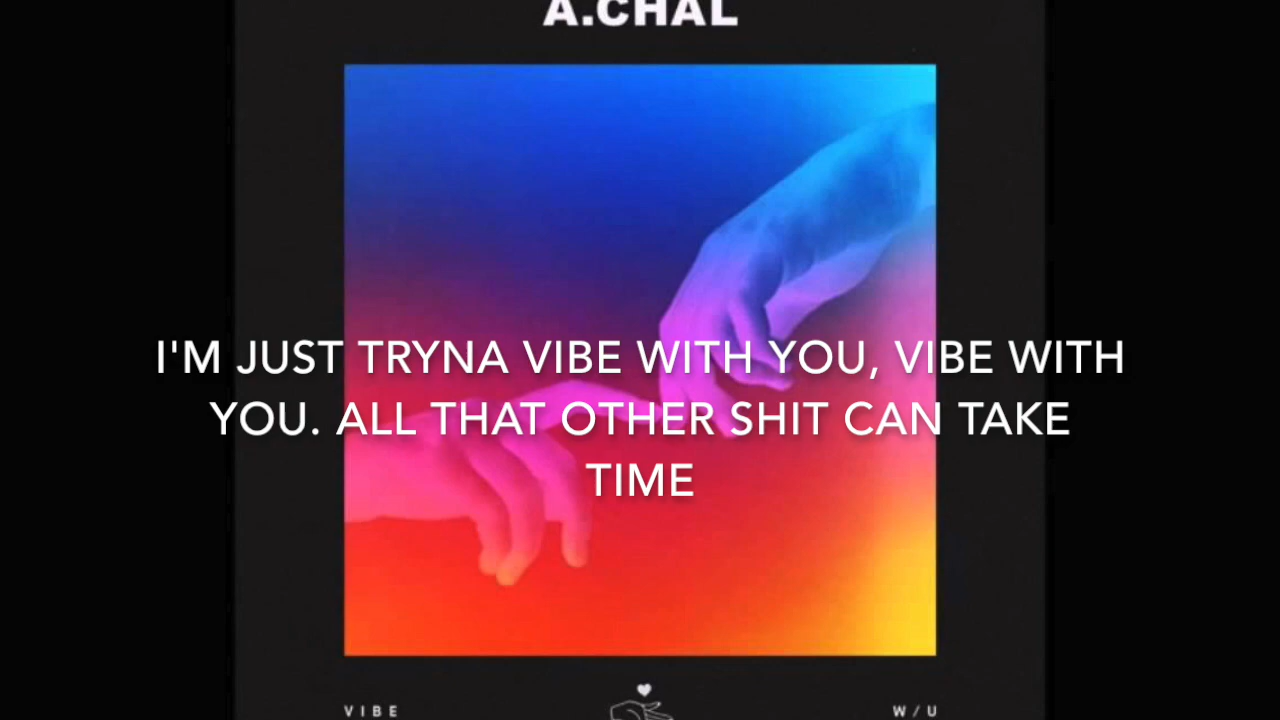 A.CHAL
I'M JUST TRYNA VIBE WITH YOU, VIBE WITH
YOU. ALL THAT OTHER SHIT CAN TAKE
TIME
VIBE W/U